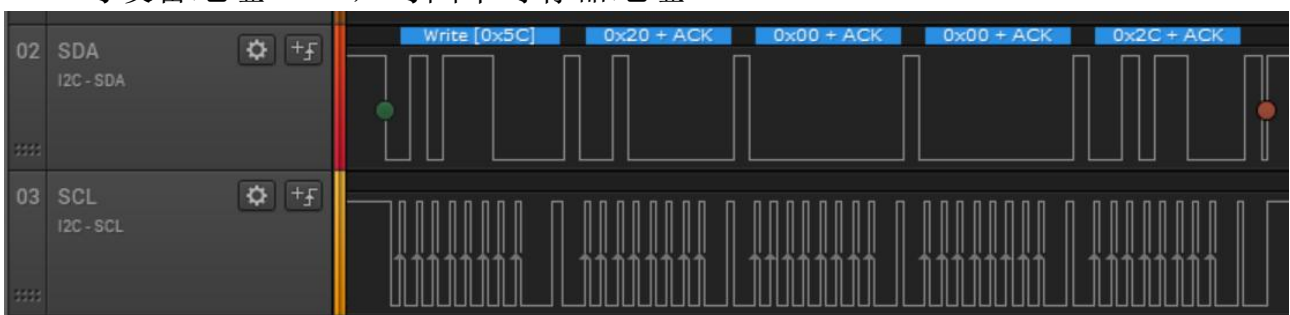 Write [0x5C] 0x20 + ACK 0x00 + ACK 0x00 + ACK 0x2C + ACK
02 SDA
I2C - SDA
03 SCL
I2C - SCL